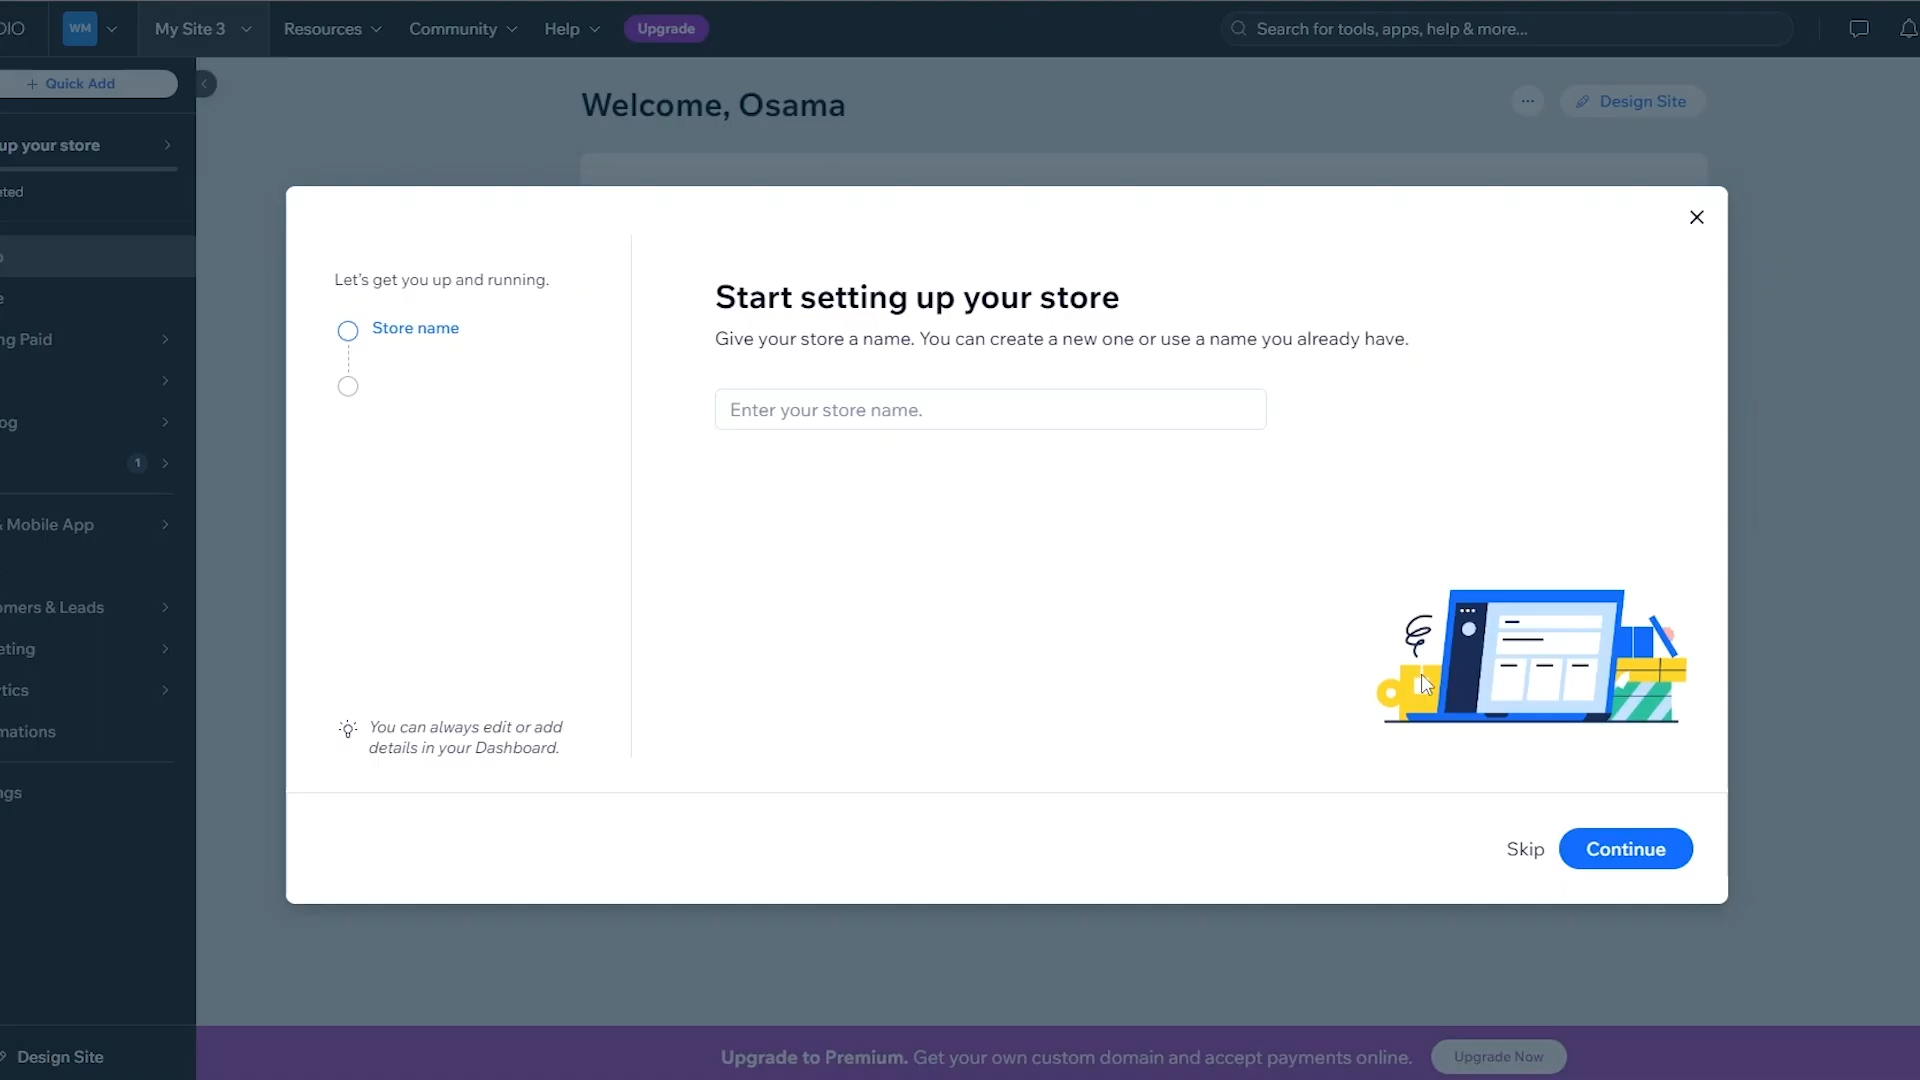 WM
My Site 3
Resources
Community
Help
Upgrade
Search for tools, apps, help & more...
+ Quick Add
Welcome, Osama
...
Design Site
up your store
Let's get you up and running.
Store name
Start setting up your store
Give your store a name. You can create a new one or use a name you already have.
Enter your store name.
ng Paid
1
& Mobile App
omers & Leads
eting
tics
mations
ngs
You can always edit or add
details in your Dashboard.
Skip
Continue
Design Site
Upgrade to Premium. Get your own custom domain and accept payments online.
Upgrade Now